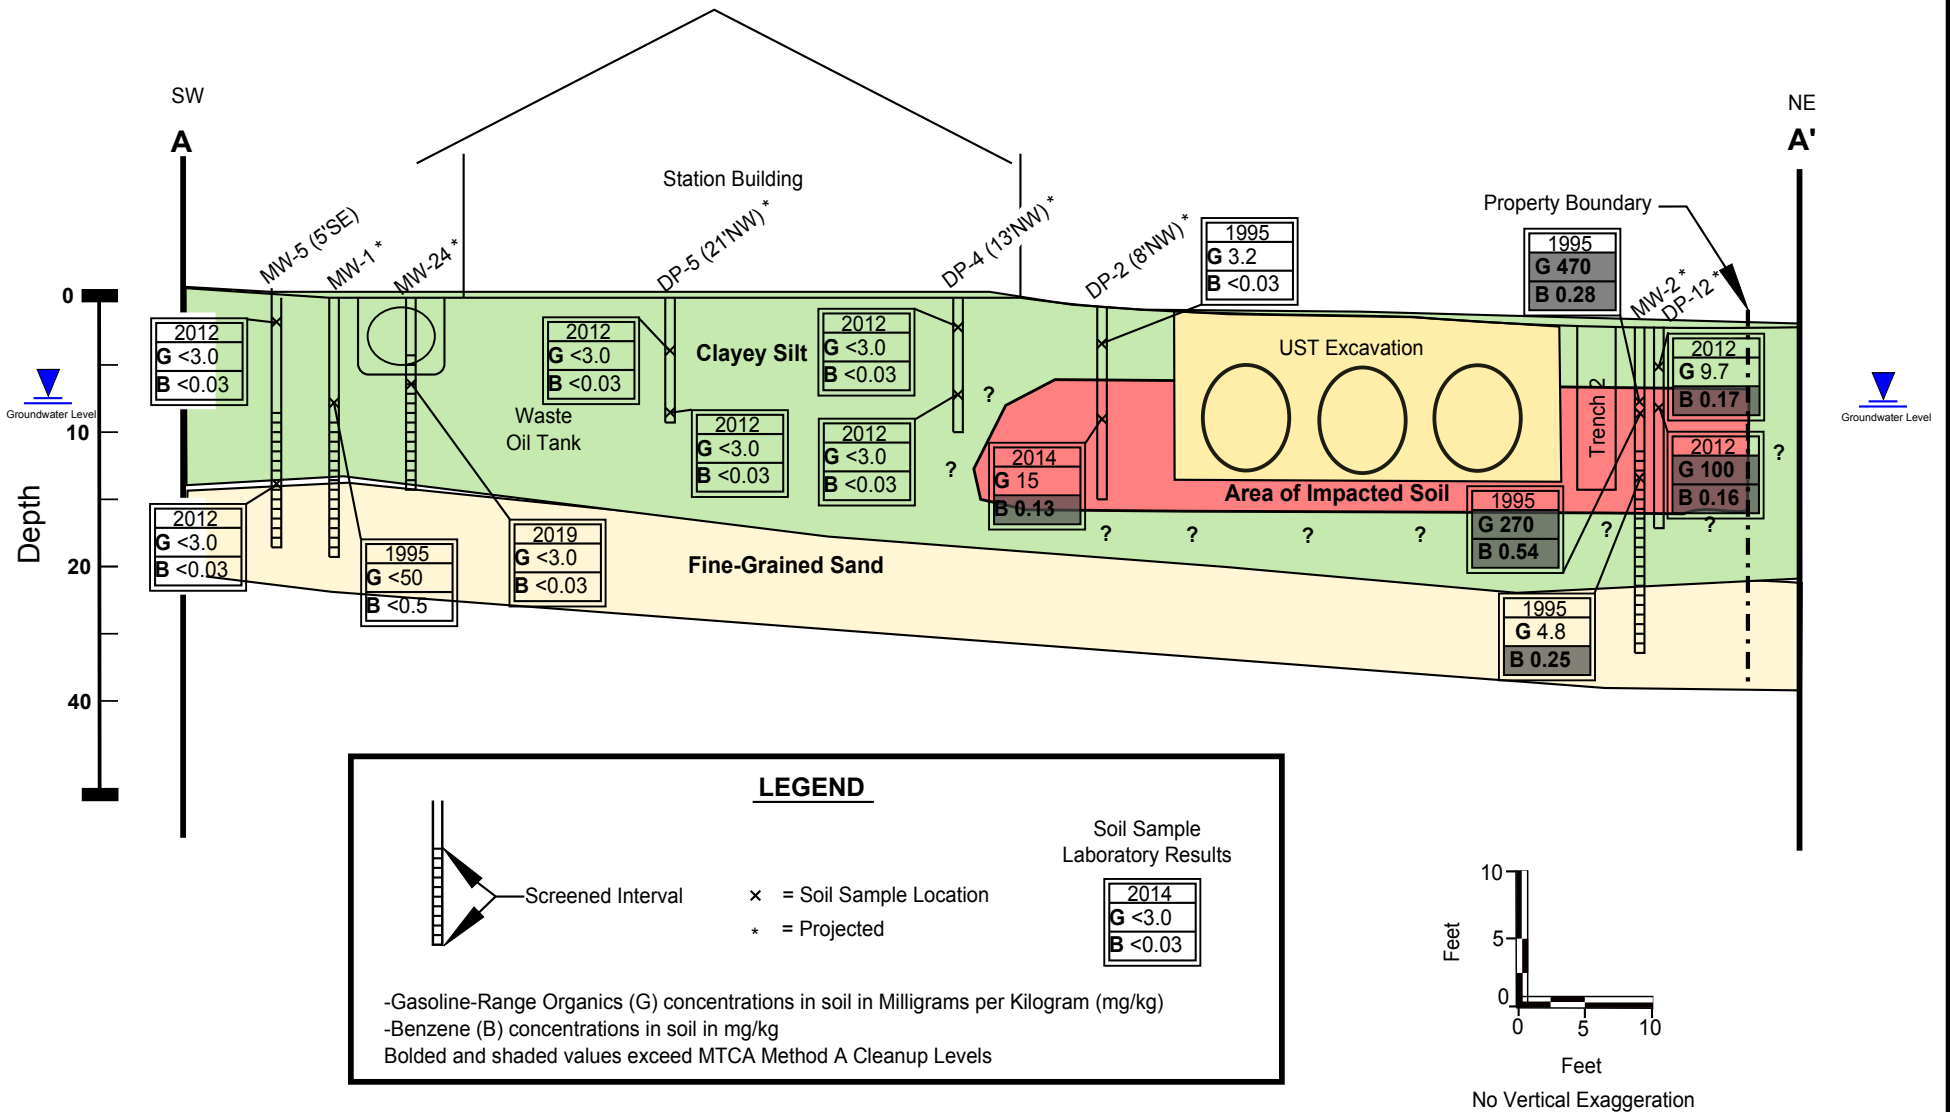 SW
A
NE
A'
Station Building
Property Boundary
MW-5 (5'SE)
MW-1 *
MW-24 *
DP-5 (21'NW) *
DP-4 (13'NW) *
DP-2 (8'NW) *
MW-2 *
DP-12 *
1995
G 3.2
B <0.03
1995
G 470
B 0.28
0
10
20
40
Depth
Groundwater Level
Groundwater Level
2012
G <3.0
B <0.03
2012
G <3.0
B <0.03
Clayey Silt
2012
G <3.0
B <0.03
UST Excavation
2012
G 9.7
B 0.17
Waste
Oil Tank
2012
G <3.0
B <0.03
2012
G <3.0
B <0.03
?
?
2014
G 15
B 0.13
Trench 2
2012
G 100
B 0.16
?
Area of Impacted Soil
2012
G <3.0
B <0.03
1995
G <50
B <0.5
2019
G <3.0
B <0.03
Fine-Grained Sand
1995
G 270
B 0.54
?
?
?
?
?
?
1995
G 4.8
B 0.25
LEGEND
Screened Interval
× = Soil Sample Location
* = Projected
Soil Sample
Laboratory Results
2014
G <3.0
B <0.03
-Gasoline-Range Organics (G) concentrations in soil in Milligrams per Kilogram (mg/kg)
-Benzene (B) concentrations in soil in mg/kg
Bolded and shaded values exceed MTCA Method A Cleanup Levels
10
5
0
Feet
0 5 10
Feet
No Vertical Exaggeration